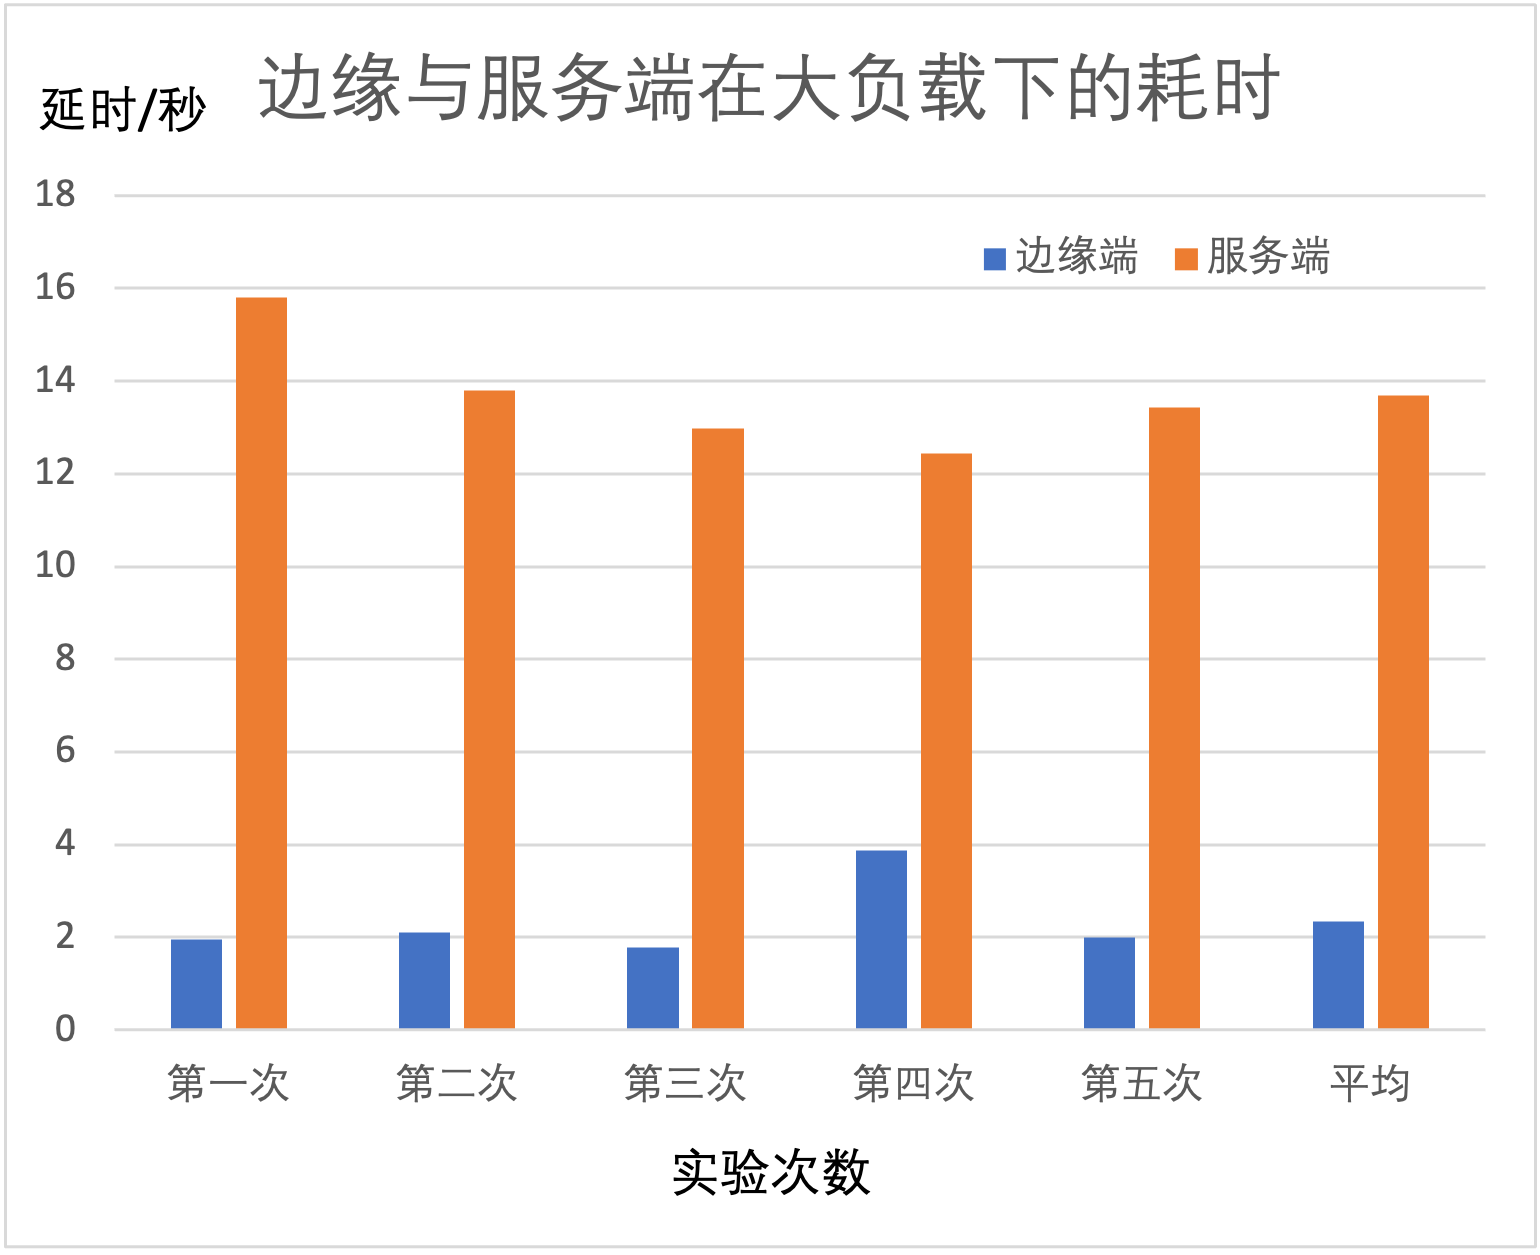 边缘与服务端在大负载下的耗时
延时/秒
18
边缘端 服务端
16
14
12
10
8
6
4
2
0
第一次 第二次 第三次 第四次 第五次 平均
实验次数